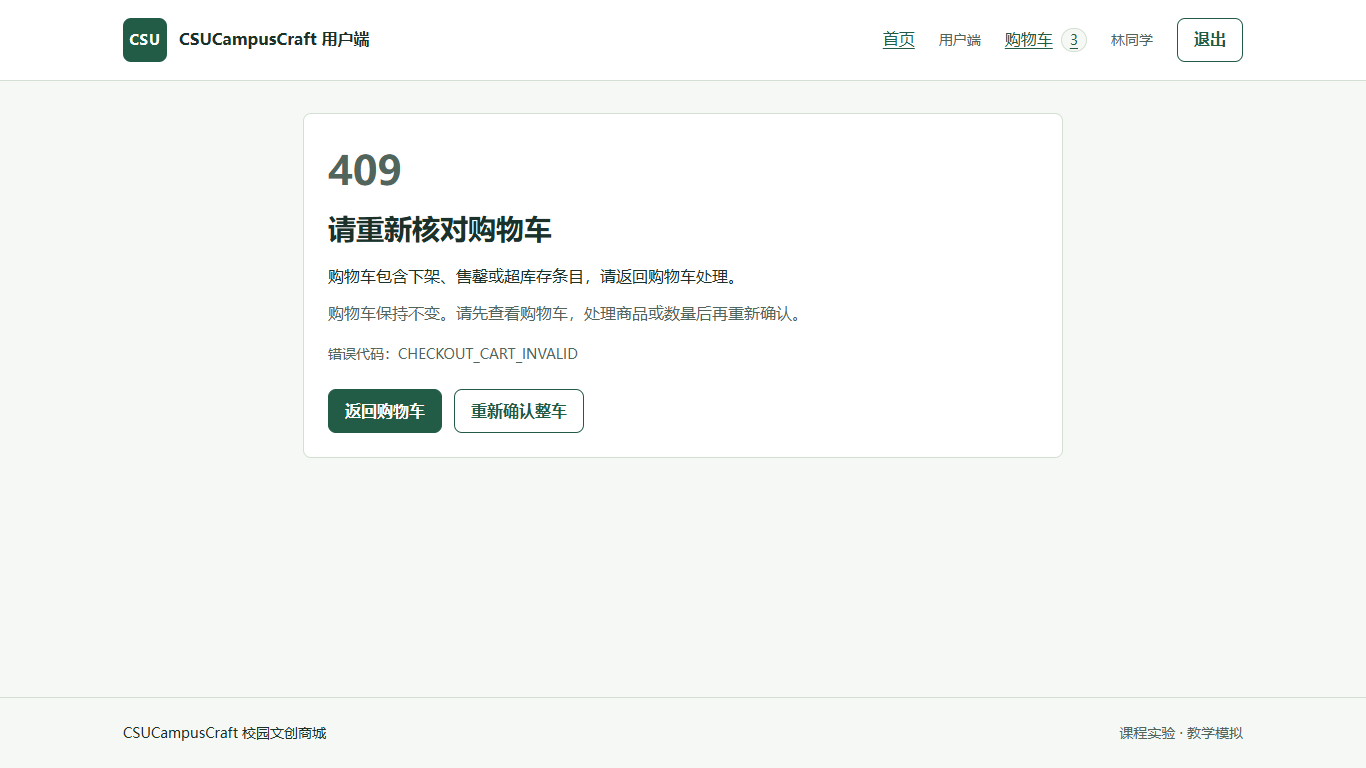 CSU CSUCampusCraft 用户端 首页 用户端 购物车 3 林同学 退出
409
请重新核对购物车
购物车包含下架、售罄或超库存条目，请返回购物车处理。
购物车保持不变。请先查看购物车，处理商品或数量后再重新确认。
错误代码：CHECKOUT_CART_INVALID
返回购物车 重新确认整车
CSUCampusCraft 校园文创商城 课程实验 · 教学模拟